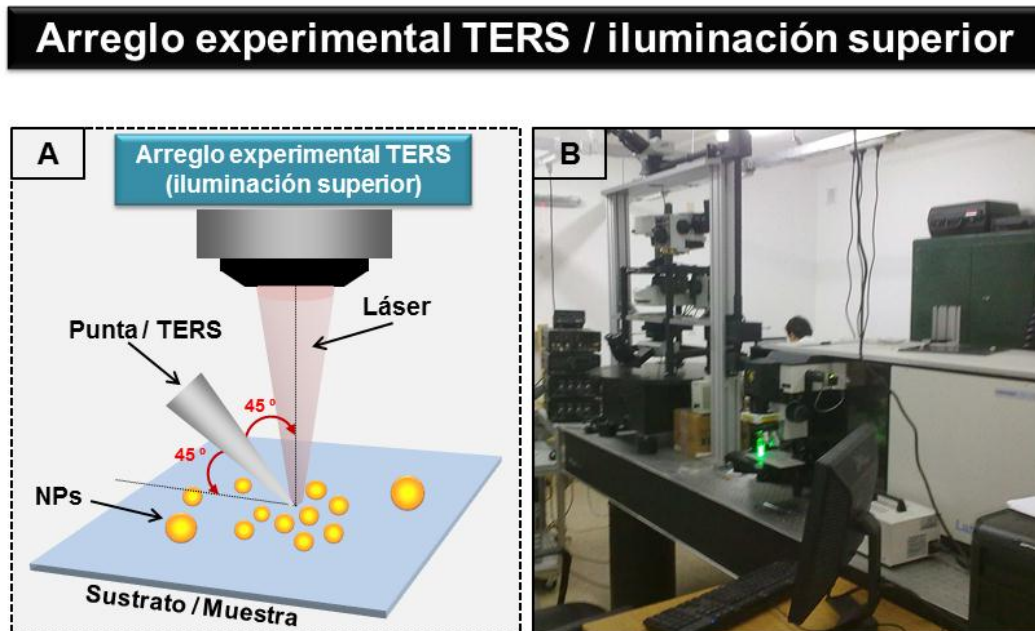 Arreglo experimental TERS / iluminación superior
A
Arreglo experimental TERS
(iluminación superior)
Láser
Punta / TERS
45 º
45 º
NPs
Sustrato / Muestra
B